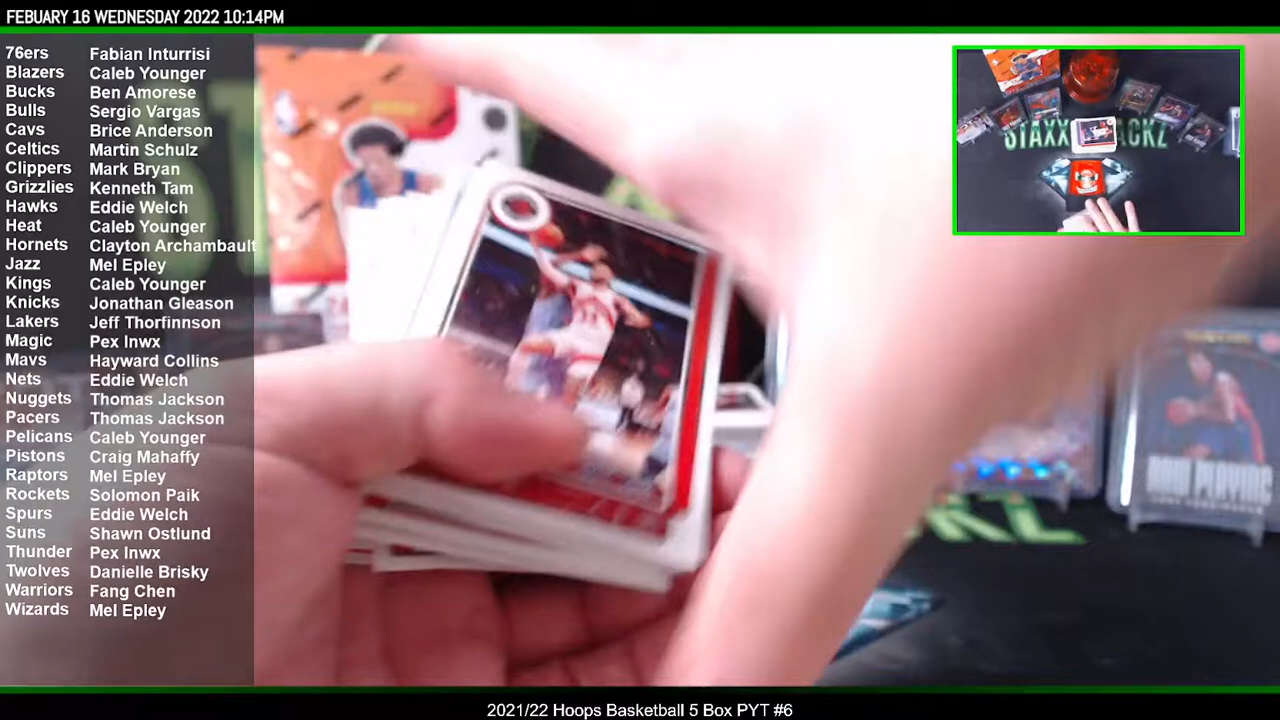 FEBUARY 16 WEDNESDAY 2022 10:14PM
76ers Fabian Inturrisi
Blazers Caleb Younger
Bucks Ben Amorese
Bulls Sergio Vargas
Cavs Brice Anderson
Celtics Martin Schulz
Clippers Mark Bryan
Grizzlies Kenneth Tam
Hawks Eddie Welch
Heat Caleb Younger
Hornets Clayton Archambault
Jazz Mel Epley
Kings Caleb Younger
Knicks Jonathan Gleason
Lakers Jeff Thorfinnson
Magic Pex Inwx
Mavs Hayward Collins
Nets Eddie Welch
Nuggets Thomas Jackson
Pacers Thomas Jackson
Pelicans Caleb Younger
Pistons Craig Mahaffy
Raptors Mel Epley
Rockets Solomon Paik
Spurs Eddie Welch
Suns Shawn Ostlund
Thunder Pex Inwx
Twolves Danielle Brisky
Warriors Fang Chen
Wizards Mel Epley
2021/22 Hoops Basketball 5 Box PYT #6